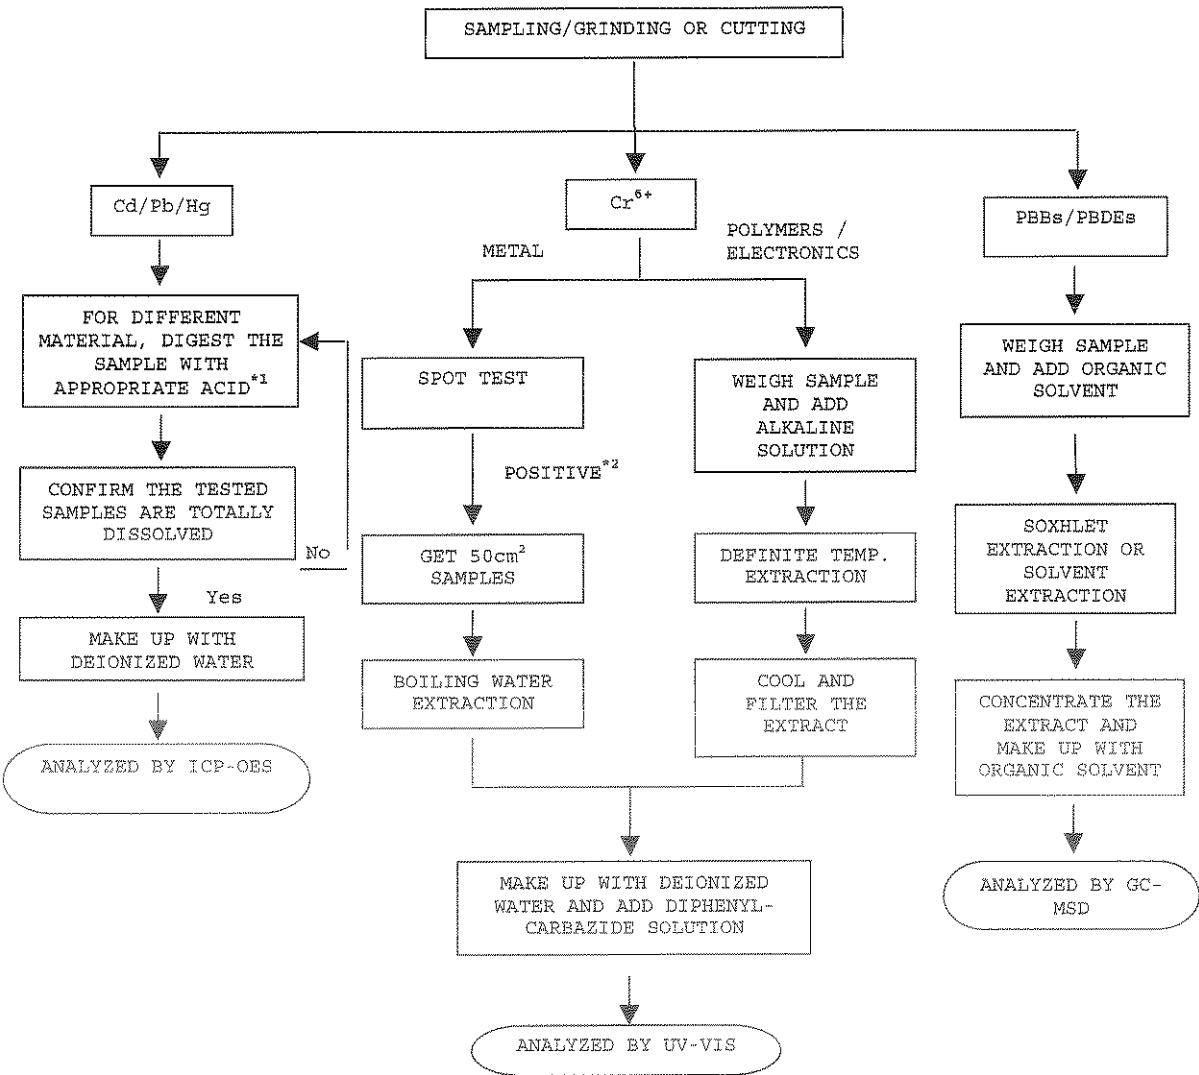 SAMPLING/GRINDING OR CUTTING
Cd/Pb/Hg
Cr⁶⁺
PBBs/PBDEs
METAL
POLYMERS /
ELECTRONICS
FOR DIFFERENT
MATERIAL, DIGEST THE
SAMPLE WITH
APPROPRIATE ACID*1
SPOT TEST
WEIGH SAMPLE
AND ADD
ALKALINE
SOLUTION
WEIGH SAMPLE
AND ADD ORGANIC
SOLVENT
POSITIVE*2
CONFIRM THE TESTED
SAMPLES ARE TOTALLY
DISSOLVED
No
GET 50cm²
SAMPLES
DEFINITE TEMP.
EXTRACTION
SOXHLET
EXTRACTION OR
SOLVENT
EXTRACTION
Yes
MAKE UP WITH
DEIONIZED WATER
BOILING WATER
EXTRACTION
COOL AND
FILTER THE
EXTRACT
CONCENTRATE THE
EXTRACT AND
MAKE UP WITH
ORGANIC SOLVENT
ANALYZED BY ICP-OES
MAKE UP WITH DEIONIZED
WATER AND ADD DIPHENYL-
CARBAZIDE SOLUTION
ANALYZED BY GC-
MSD
ANALYZED BY UV-VIS